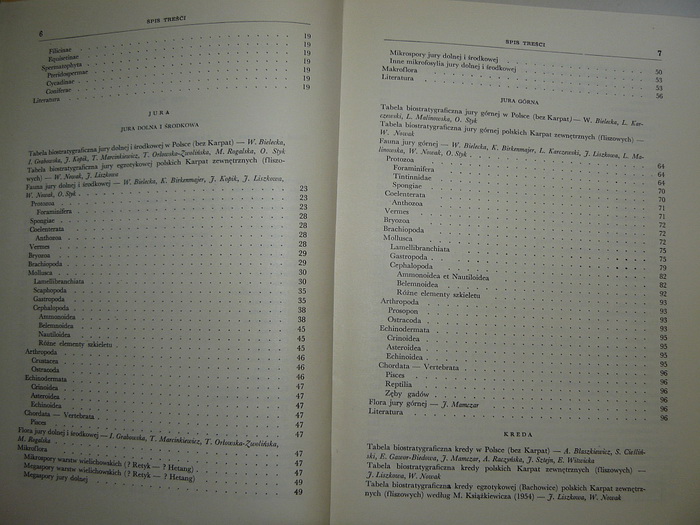 6
SPIS TREŚCI
Filicinae 19
Equisetinae 19
Spermatophyta 19
Pteridospermae 19
Cycadinae 19
Coniferae 19
Literatura
JURA
JURA DOLNA I ŚRODKOWA
Tabela biostratygraficzna jury dolnej i środkowej w Polsce (bez Karpat) — W. Bielecka,
I. Grabowska, J. Kopik, T. Marcinkiewicz, T. Orłowska-Zwolińska, M. Rogalska, O. Styk
Tabela biostratygraficzna jury egzotykowej polskich Karpat zewnętrznych (fliszo-
wych) — W. Nowak, J. Liszkowa
Fauna jury dolnej i środkowej — W. Bielecka, K. Birkenmajer, J. Kopik, J. Liszkowa,
W. Nowak, O. Styk 23
Protozoa 23
Foraminifera 23
Spongiae 28
Coelenterata 28
Anthozoa 28
Vermes 28
Bryozoa 29
Brachiopoda 29
Mollusca 30
Lamellibranchiata 30
Scaphopoda 35
Gastropoda 35
Cephalopoda 38
Ammonoidea 38
Belemnoidea 45
Nautiloidea 45
Różne elementy szkieletu 45
Arthropoda 46
Crustacea 46
Ostracoda 46
Echinodermata 47
Crinoidea 47
Asteroidea 47
Echinoidea 47
Chordata — Vertebrata 47
Pisces 47
Flora jury dolnej i środkowej — I. Grabowska, T. Marcinkiewicz, T. Orłowska-Zwolińska,
M. Rogalska 47
Mikroflora 47
Mikrospory warstw wielichowskich (? Retyk — ? Hetang) 47
Megaspory warstw wielichowskich (? Retyk — ? Hetang) 49
Megaspory jury dolnej 49
SPIS TREŚCI
7
Mikrospory jury dolnej i środkowej 50
Inne mikrofosylia jury dolnej i środkowej 53
Makroflora 53
Literatura 56
JURA GÓRNA
Tabela biostratygraficzna jury górnej w Polsce (bez Karpat) — W. Bielecka, L. Kar-
czewski, L. Malinowska, O. Styk
Tabela biostratygraficzna jury górnej polskich Karpat zewnętrznych (fliszowych) —
W. Nowak
Fauna jury górnej — W. Bielecka, K. Birkenmajer, L. Karczewski, J. Liszkowa, L. Ma-
linowska, W. Nowak, O. Styk 64
Protozoa 64
Foraminifera 64
Tintinnidae 70
Spongiae 70
Coelenterata 71
Anthozoa 71
Vermes 72
Bryozoa 72
Brachiopoda 72
Mollusca 75
Lamellibranchiata 75
Gastropoda 79
Cephalopoda 82
Ammonoidea et Nautiloidea 82
Belemnoidea 92
Różne elementy szkieletu 93
Arthropoda 93
Prosopon 93
Ostracoda 93
Echinodermata 95
Crinoidea 95
Asteroidea 95
Echinoidea 95
Chordata — Vertebrata 96
Pisces 96
Reptilia 96
Zęby gadów 96
Flora jury górnej — J. Mamczar 96
Literatura 96
KREDA
Tabela biostratygraficzna kredy w Polsce (bez Karpat) — A. Błaszkiewicz, S. Cieśliń-
ski, E. Gawor-Biedowa, J. Mamczar, A. Raczyńska, J. Sztejn, E. Witwicka
Tabela biostratygraficzna kredy polskich Karpat zewnętrznych (fliszowych) —
J. Liszkowa, W. Nowak
Tabela biostratygraficzna kredy egzotykowej (Bachowice) polskich Karpat zewnętrz-
nych (fliszowych) według M. Książkiewicza (1954) — J. Liszkowa, W. Nowak